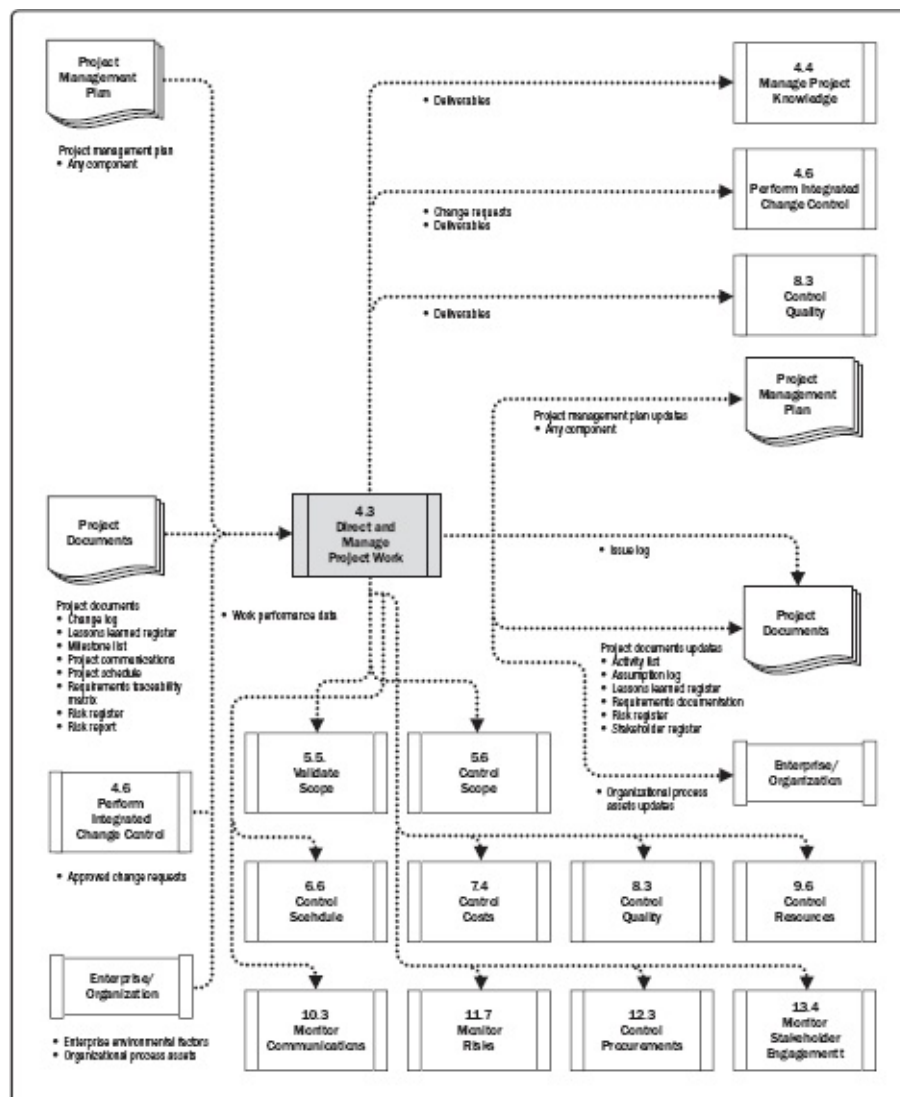 Project
Management
Plan
Project management plan
• Any component
4.4
Manage Project
Knowledge
• Deliverables
4.6
Perform Integrated
Change Control
• Change requests
• Deliverables
8.3
Control
Quality
• Deliverables
Project
Management
Plan
Project management plan updates
• Any component
Project
Documents
4.3
Direct and
Manage
Project Work
• Issue log
Project documents
• Change log
• Lessons learned register
• Milestone list
• Project communications
• Project schedule
• Requirements traceability
matrix
• Risk register
• Risk report
• Work performance data
Project
Documents
Project documents updates
• Activity list
• Assumption log
• Lessons learned register
• Requirements documentation
• Risk register
• Stakeholder register
5.5.
Validate
Scope
5.6
Control
Scope
Enterprise/
Organization
• Organizational process
assets updates
4.6
Perform
Integrated
Change Control
• Approved change requests
6.6
Control
Scehdule
7.4
Control
Costs
8.3
Control
Quality
9.6
Control
Resources
Enterprise/
Organization
• Enterprise environmental factors
• Organizational process assets
10.3
Monitor
Communications
11.7
Monitor
Risks
12.3
Control
Procurements
13.4
Monitor
Stakeholder
Engagementt